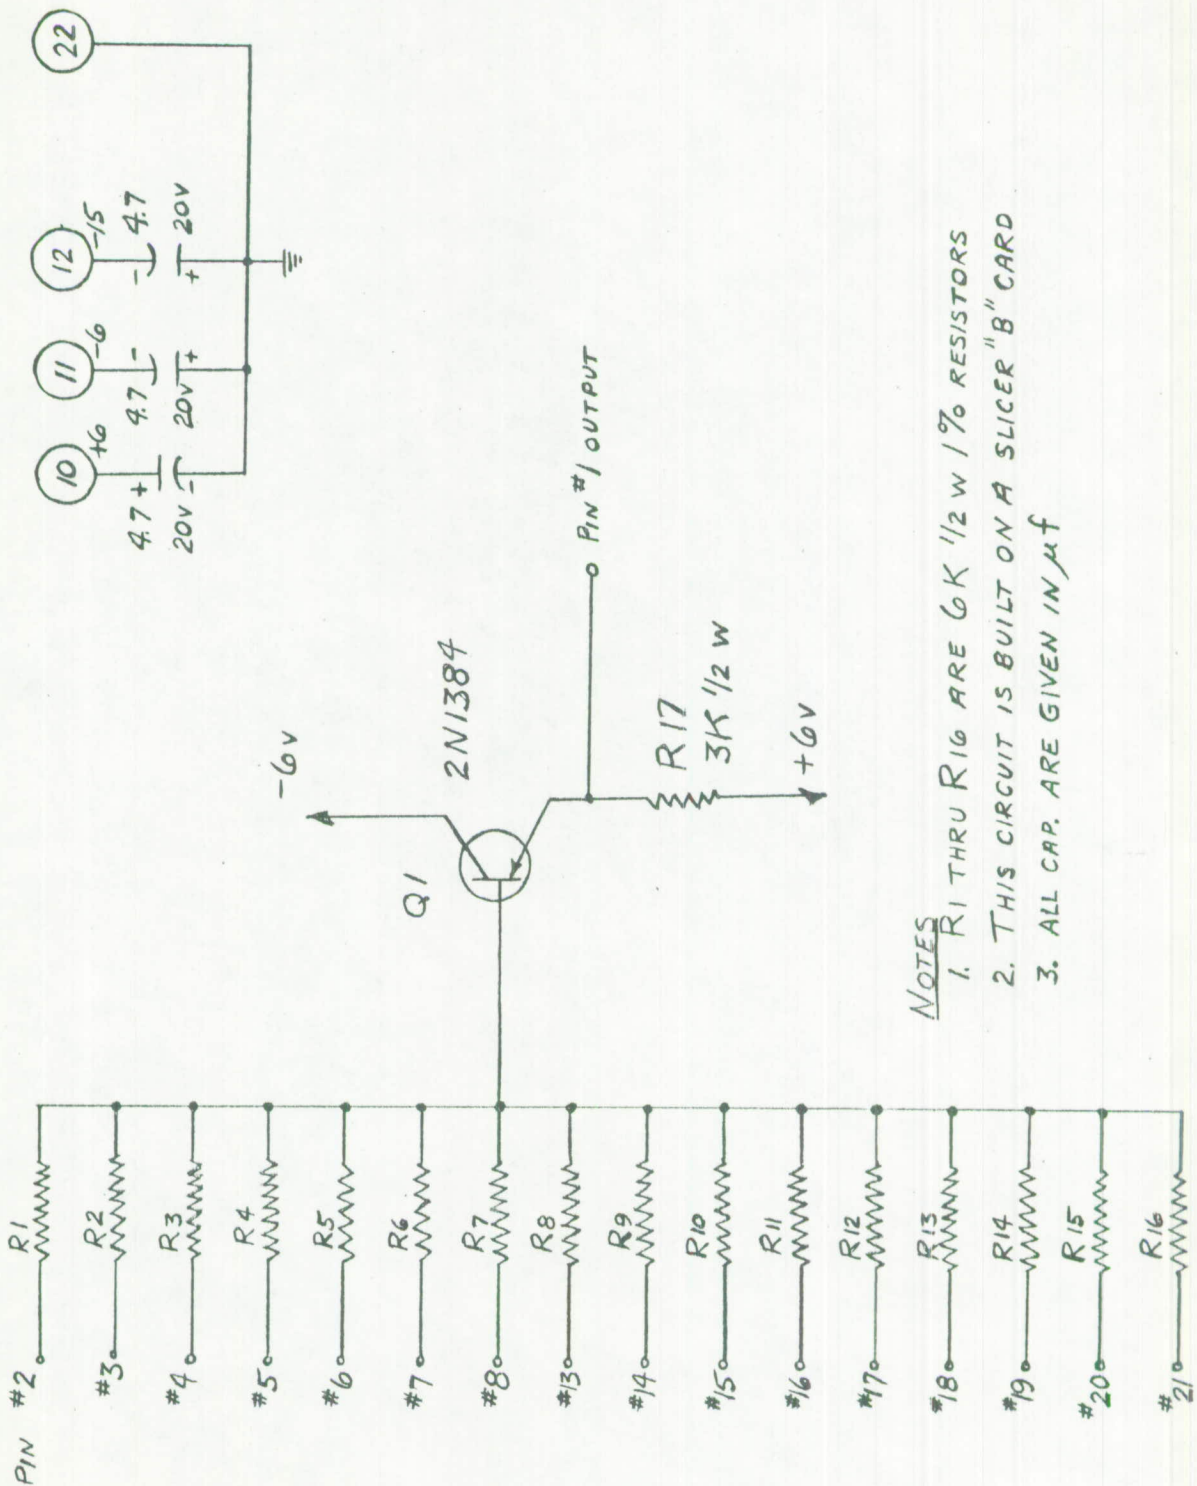 PIN #2 R1
#3 R2
#4 R3
#5 R4
#6 R5
#7 R6
#8 R7
#13 R8
#14 R9
#15 R10
#16 R11
#17 R12
#18 R13
#19 R14
#20 R15
#21 R16
Q1
2N1384
-6v
R17
3K 1/2 W
+6v
PIN #1 OUTPUT
10
+6
4.7 +
20V -
11
-6
4.7 -
20V +
12
-15
- 4.7
+ 20V
22
NOTES
1. R1 THRU R16 ARE 6K 1/2 W 1% RESISTORS
2. THIS CIRCUIT IS BUILT ON A SLICER "B" CARD
3. ALL CAP. ARE GIVEN IN μf